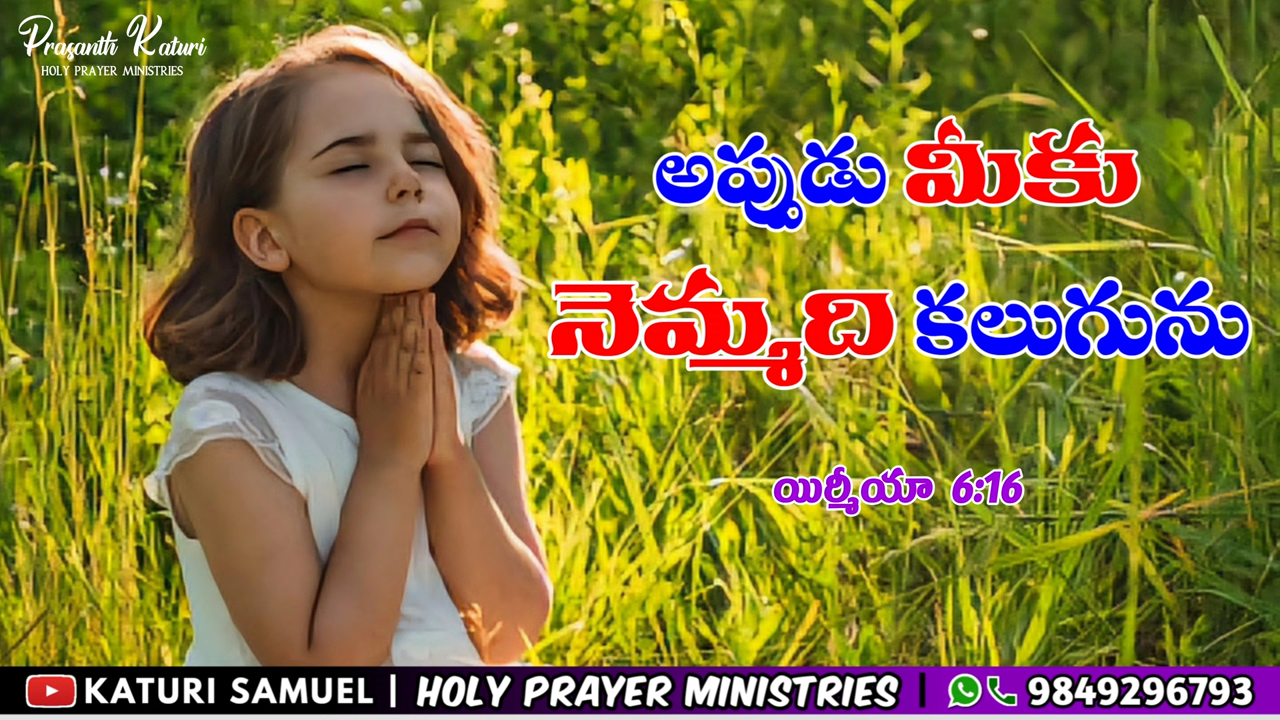 Prasanth Katuri
HOLY PRAYER MINISTRIES
అప్పుడు మీకు
నెమ్మది కలుగును
యిర్మీయా 6:16
KATURI SAMUEL | HOLY PRAYER MINISTRIES | 9849296793